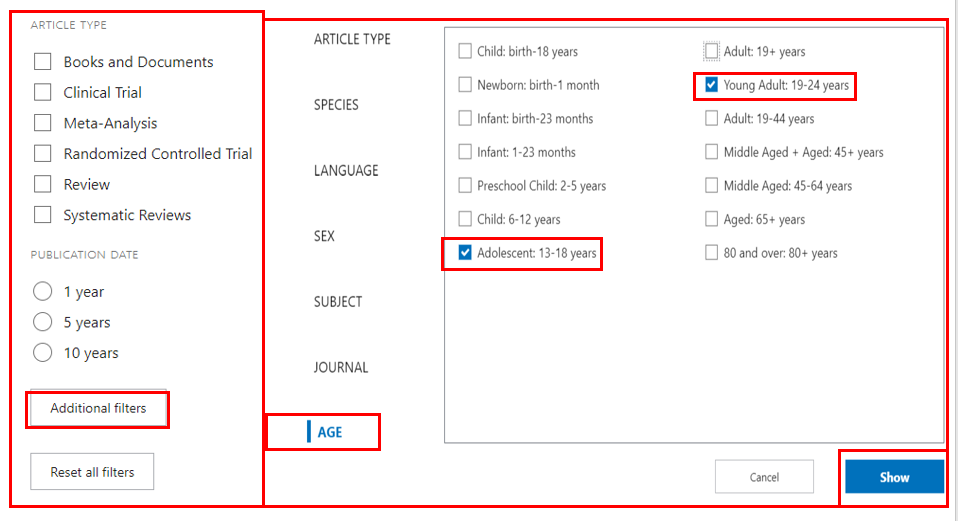 ARTICLE TYPE
Books and Documents
Clinical Trial
Meta-Analysis
Randomized Controlled Trial
Review
Systematic Reviews
PUBLICATION DATE
1 year
5 years
10 years
Additional filters
Reset all filters
ARTICLE TYPE
SPECIES
LANGUAGE
SEX
SUBJECT
JOURNAL
AGE
Child: birth-18 years
Newborn: birth-1 month
Infant: birth-23 months
Infant: 1-23 months
Preschool Child: 2-5 years
Child: 6-12 years
Adolescent: 13-18 years
Adult: 19+ years
Young Adult: 19-24 years
Adult: 19-44 years
Middle Aged + Aged: 45+ years
Middle Aged: 45-64 years
Aged: 65+ years
80 and over: 80+ years
Cancel
Show